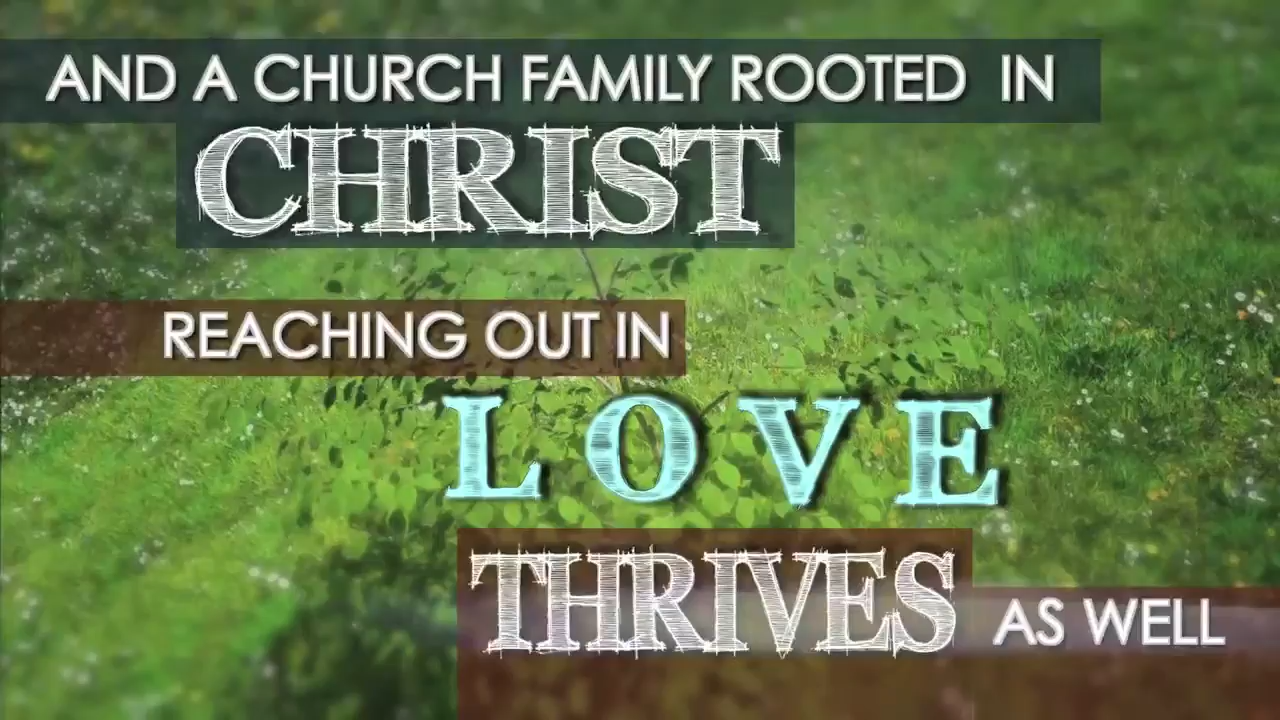 AND A CHURCH FAMILY ROOTED IN
CHRIST
REACHING OUT IN
LOVE
THRIVES
AS WELL